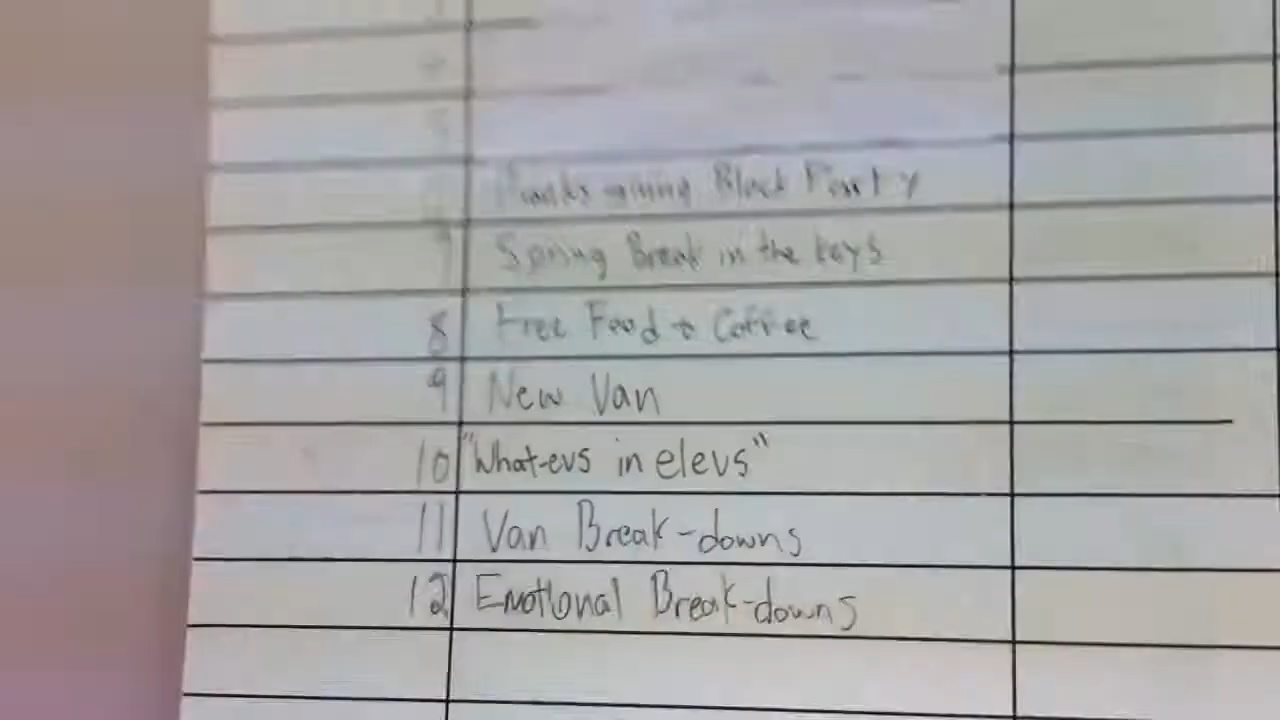 Block Party
7 Spring Break in the keys
8 Free Food + Coffee
9 New Van
10 "What-evs in elevs"
11 Van Break-downs
12 Emotional Break-downs